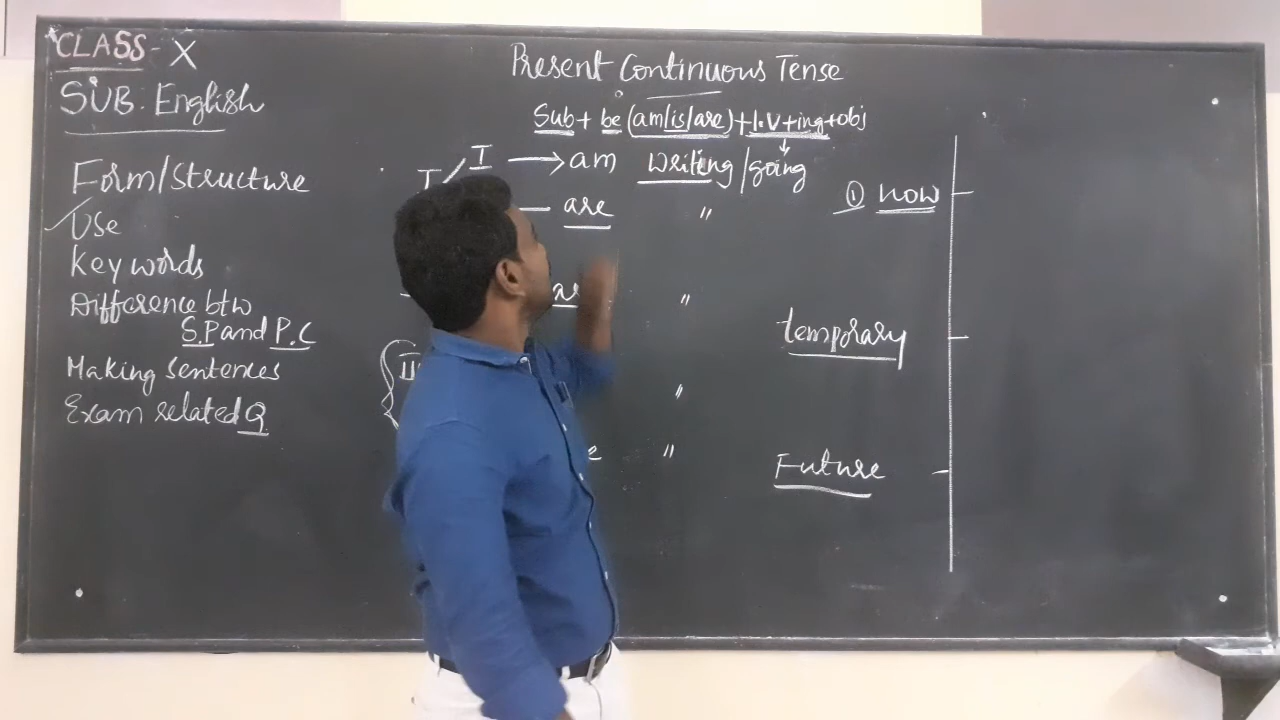 CLASS- X
SUB: English
Form/Structure
Use
Key words
Difference btw
S.P and P.C
Making Sentences
Exam related Q.
Present Continuous Tense
Sub + be (am/is/are) + I.V+ing+obj
I / I → am writing / going
are "
"
"
"
① now
temporary
Future